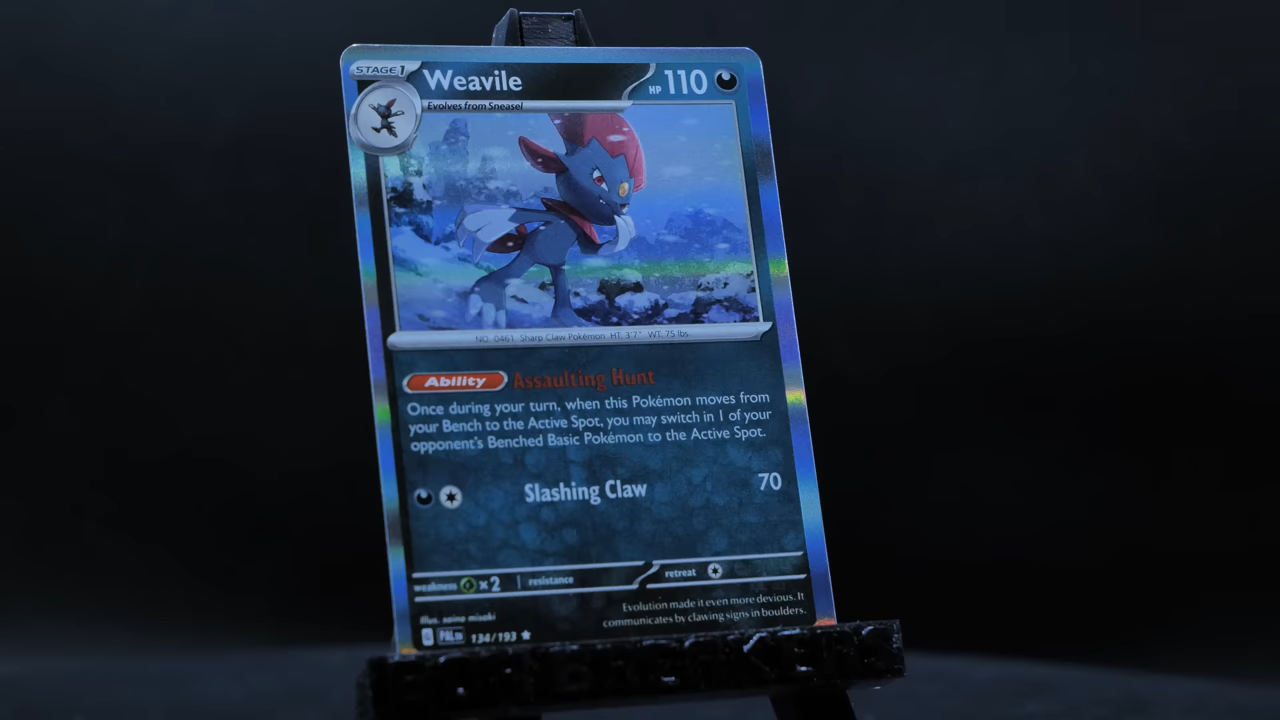 STAGE1 Weavile HP 110
Evolves from Sneasel
NO. 0461 Sharp Claw Pokémon HT: 3'7" WT: 75 lbs
Ability Assaulting Hunt
Once during your turn, when this Pokémon moves from
your Bench to the Active Spot, you may switch in 1 of your
opponent's Benched Basic Pokémon to the Active Spot.
Slashing Claw 70
weakness ×2 resistance retreat
Illus. saino misaki
Evolution made it even more devious. It
communicates by clawing signs in boulders.
G PAL EN 134/193